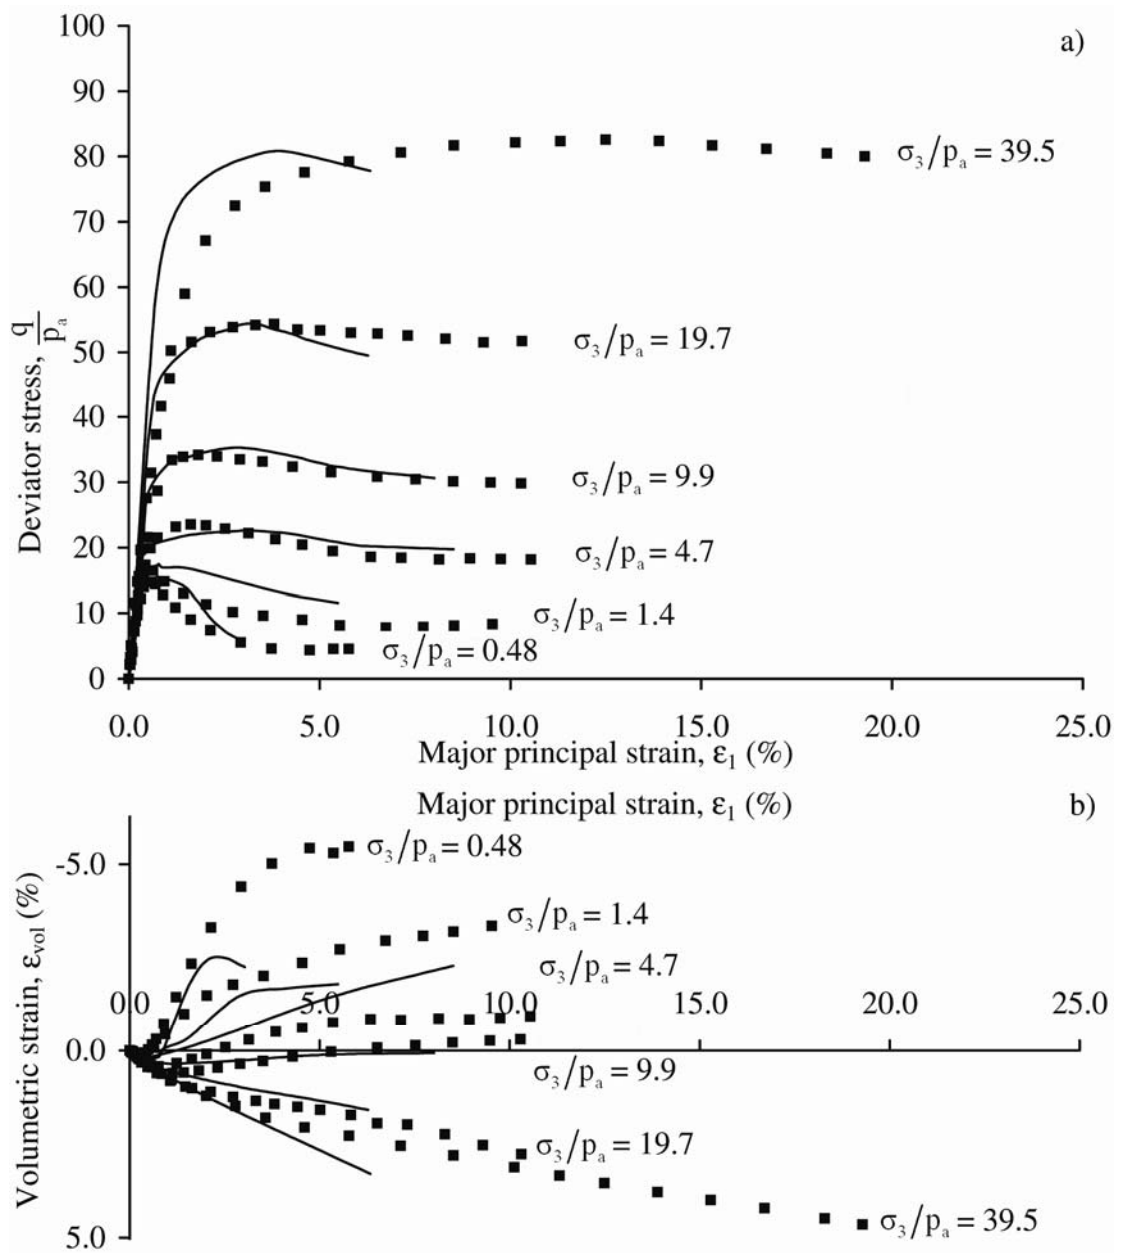 a)
100
90
80
70
60
50
40
30
20
10
0
Deviator stress, q/pₐ
σ₃/pₐ = 39.5
σ₃/pₐ = 19.7
σ₃/pₐ = 9.9
σ₃/pₐ = 4.7
σ₃/pₐ = 1.4
σ₃/pₐ = 0.48
0.0 5.0 10.0 15.0 20.0 25.0
Major principal strain, ε₁ (%)
Major principal strain, ε₁ (%)
b)
-5.0
0.0
5.0
Volumetric strain, εvol (%)
σ₃/pₐ = 0.48
σ₃/pₐ = 1.4
σ₃/pₐ = 4.7
0.0 5.0 10.0 15.0 20.0 25.0
σ₃/pₐ = 9.9
σ₃/pₐ = 19.7
σ₃/pₐ = 39.5